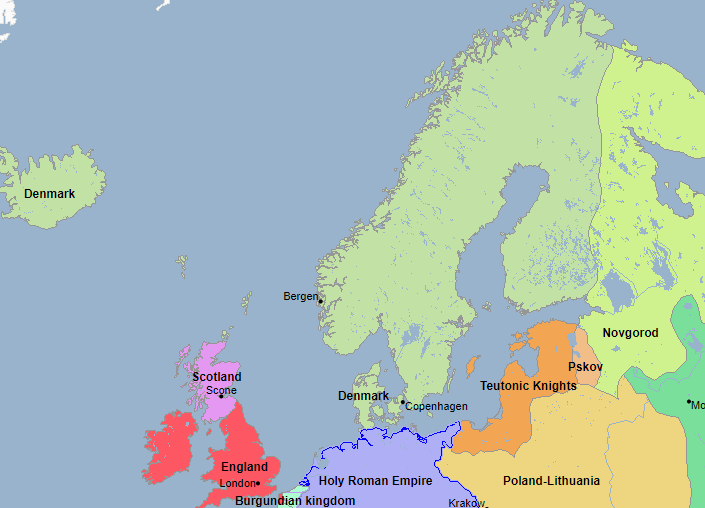 Denmark
Bergen
Novgorod
Pskov
Scotland
Scone
Teutonic Knights
Denmark
Copenhagen
Mo
England
London
Holy Roman Empire
Poland-Lithuania
Burgundian kingdom
Krakow